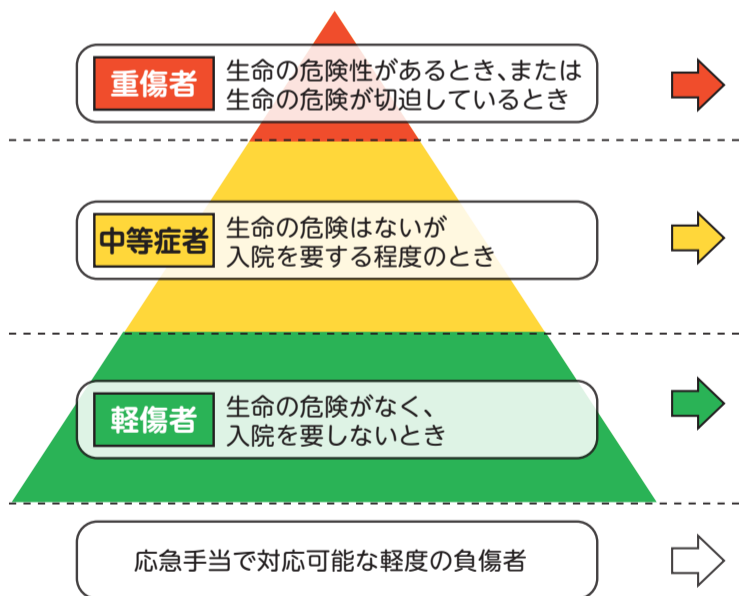 重傷者
生命の危険性があるとき、または
生命の危険が切迫しているとき
中等症者
生命の危険はないが
入院を要する程度のとき
軽傷者
生命の危険がなく、
入院を要しないとき
応急手当で対応可能な軽度の負傷者